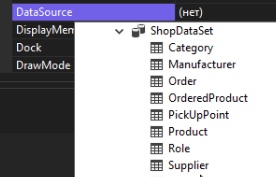 DataSource (нет)
DisplayMem
Dock
DrawMode
ShopDataSet
Category
Manufacturer
Order
OrderedProduct
PickUpPoint
Product
Role
Supplier